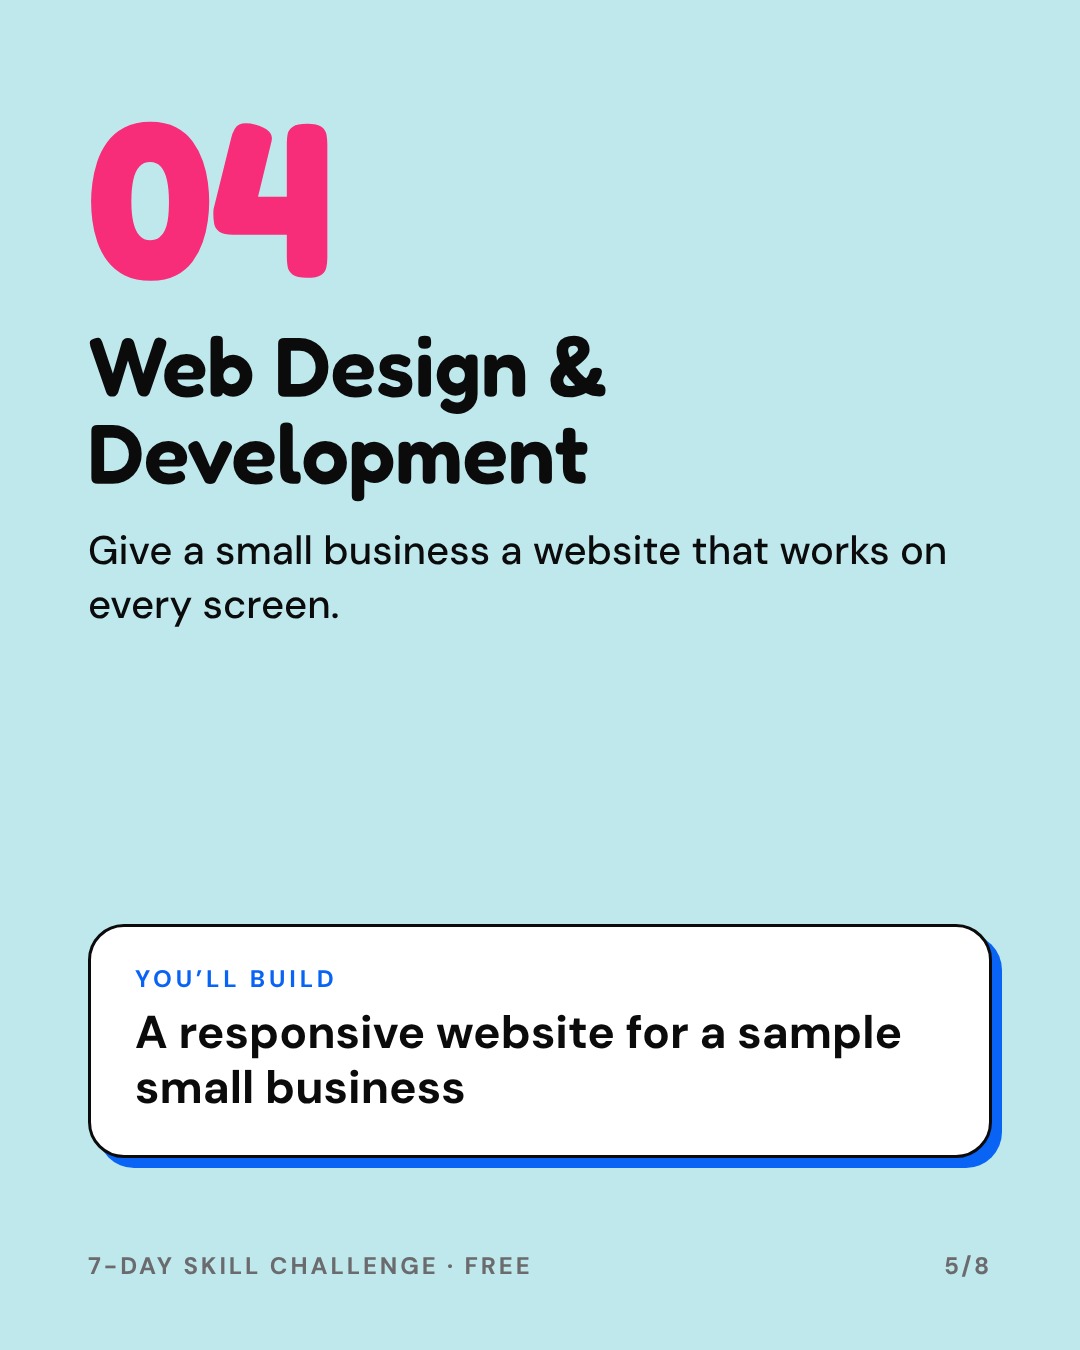 04
Web Design &
Development
Give a small business a website that works on
every screen.
YOU’LL BUILD
A responsive website for a sample
small business
7-DAY SKILL CHALLENGE · FREE
5/8